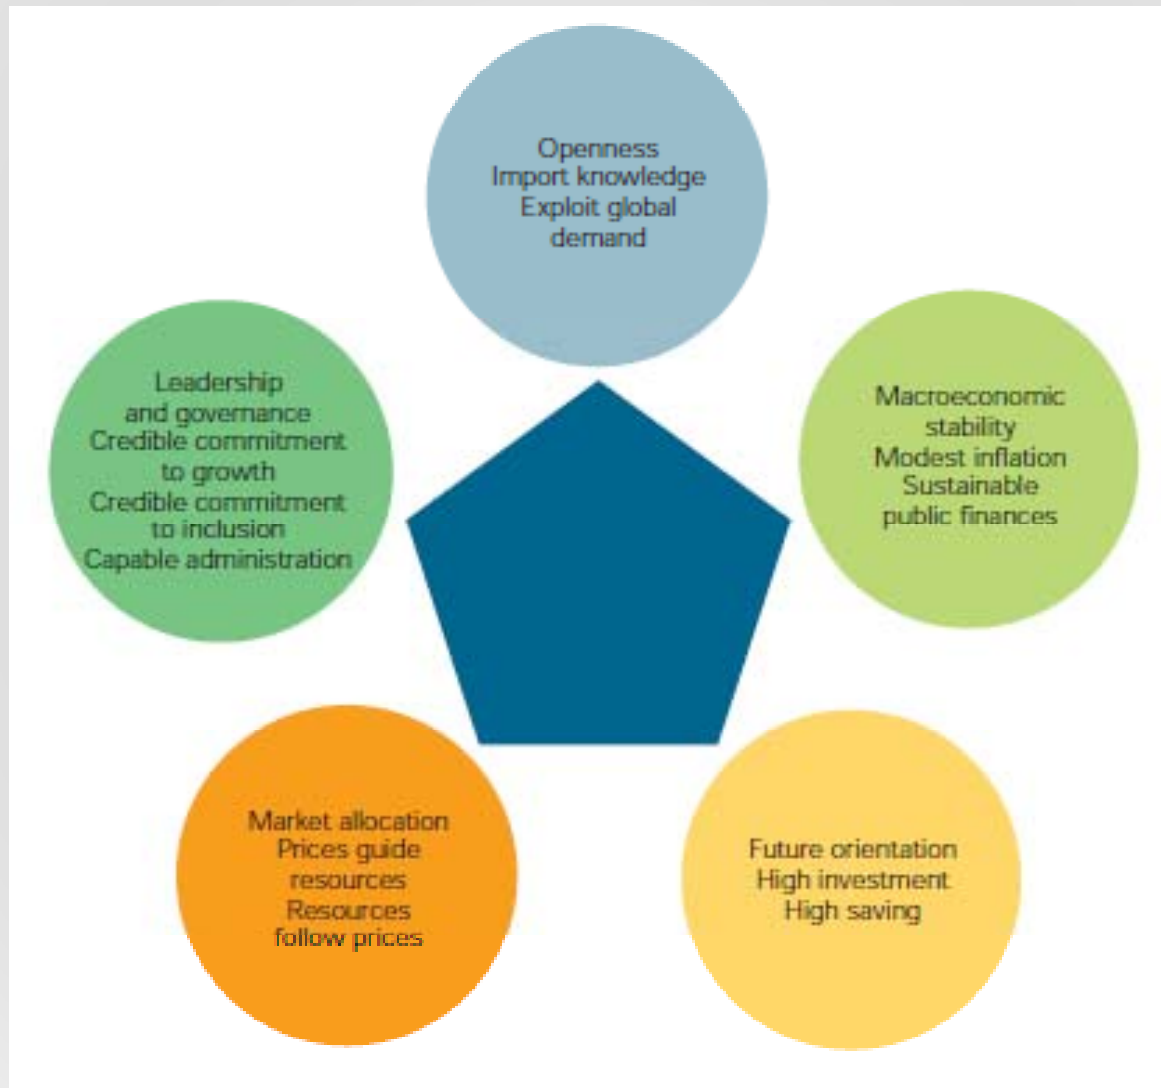 Openness
Import knowledge
Exploit global
demand
Leadership
and governance
Credible commitment
to growth
Credible commitment
to inclusion
Capable administration
Macroeconomic
stability
Modest inflation
Sustainable
public finances
Market allocation
Prices guide
resources
Resources
follow prices
Future orientation
High investment
High saving